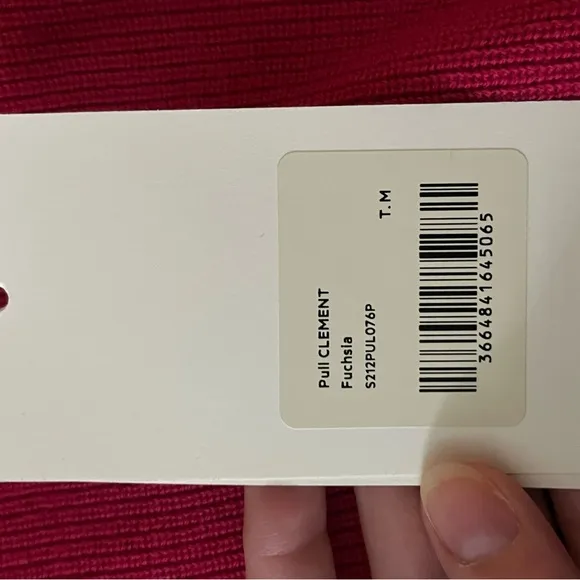 Pull CLEMENT
Fuchsia
S212PUL076P
T. M
3664841645065